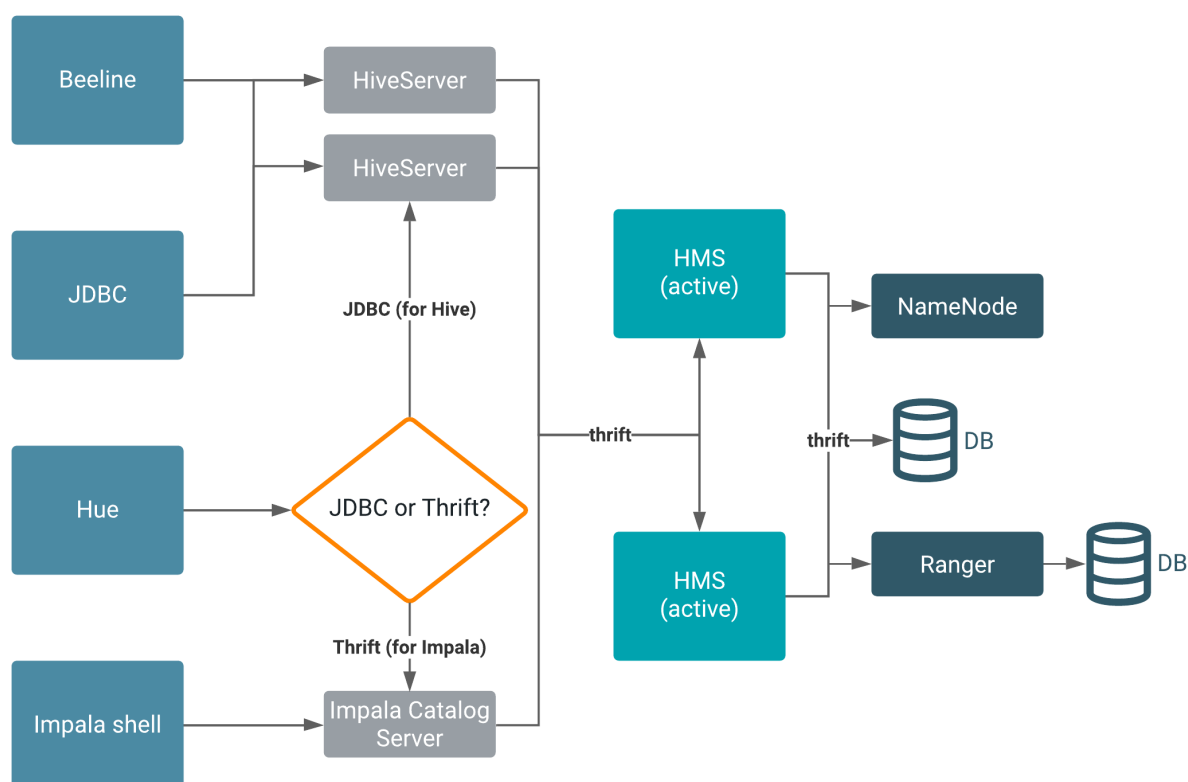 Beeline
HiveServer
HiveServer
JDBC
HMS
(active)
NameNode
JDBC (for Hive)
thrift
thrift
DB
Hue
JDBC or Thrift?
HMS
(active)
Ranger
DB
Thrift (for Impala)
Impala shell
Impala Catalog
Server